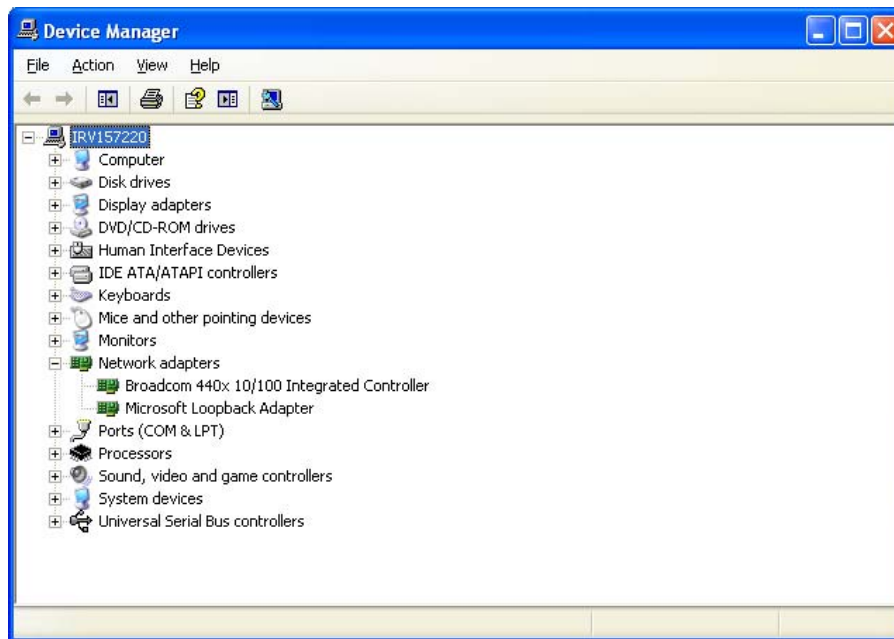 Device Manager
File Action View Help
IRV157220
Computer
Disk drives
Display adapters
DVD/CD-ROM drives
Human Interface Devices
IDE ATA/ATAPI controllers
Keyboards
Mice and other pointing devices
Monitors
Network adapters
Broadcom 440x 10/100 Integrated Controller
Microsoft Loopback Adapter
Ports (COM & LPT)
Processors
Sound, video and game controllers
System devices
Universal Serial Bus controllers